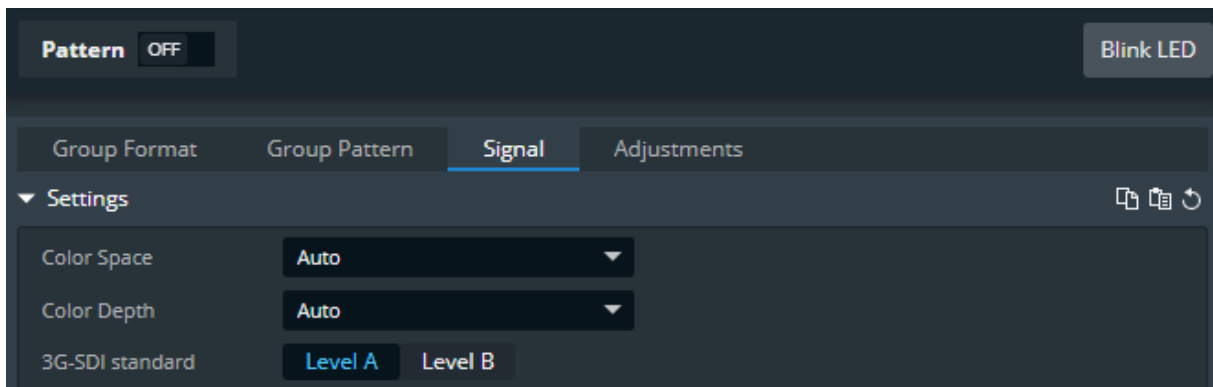 Pattern OFF Blink LED
Group Format Group Pattern Signal Adjustments
Settings
Color Space Auto
Color Depth Auto
3G-SDI standard Level A Level B